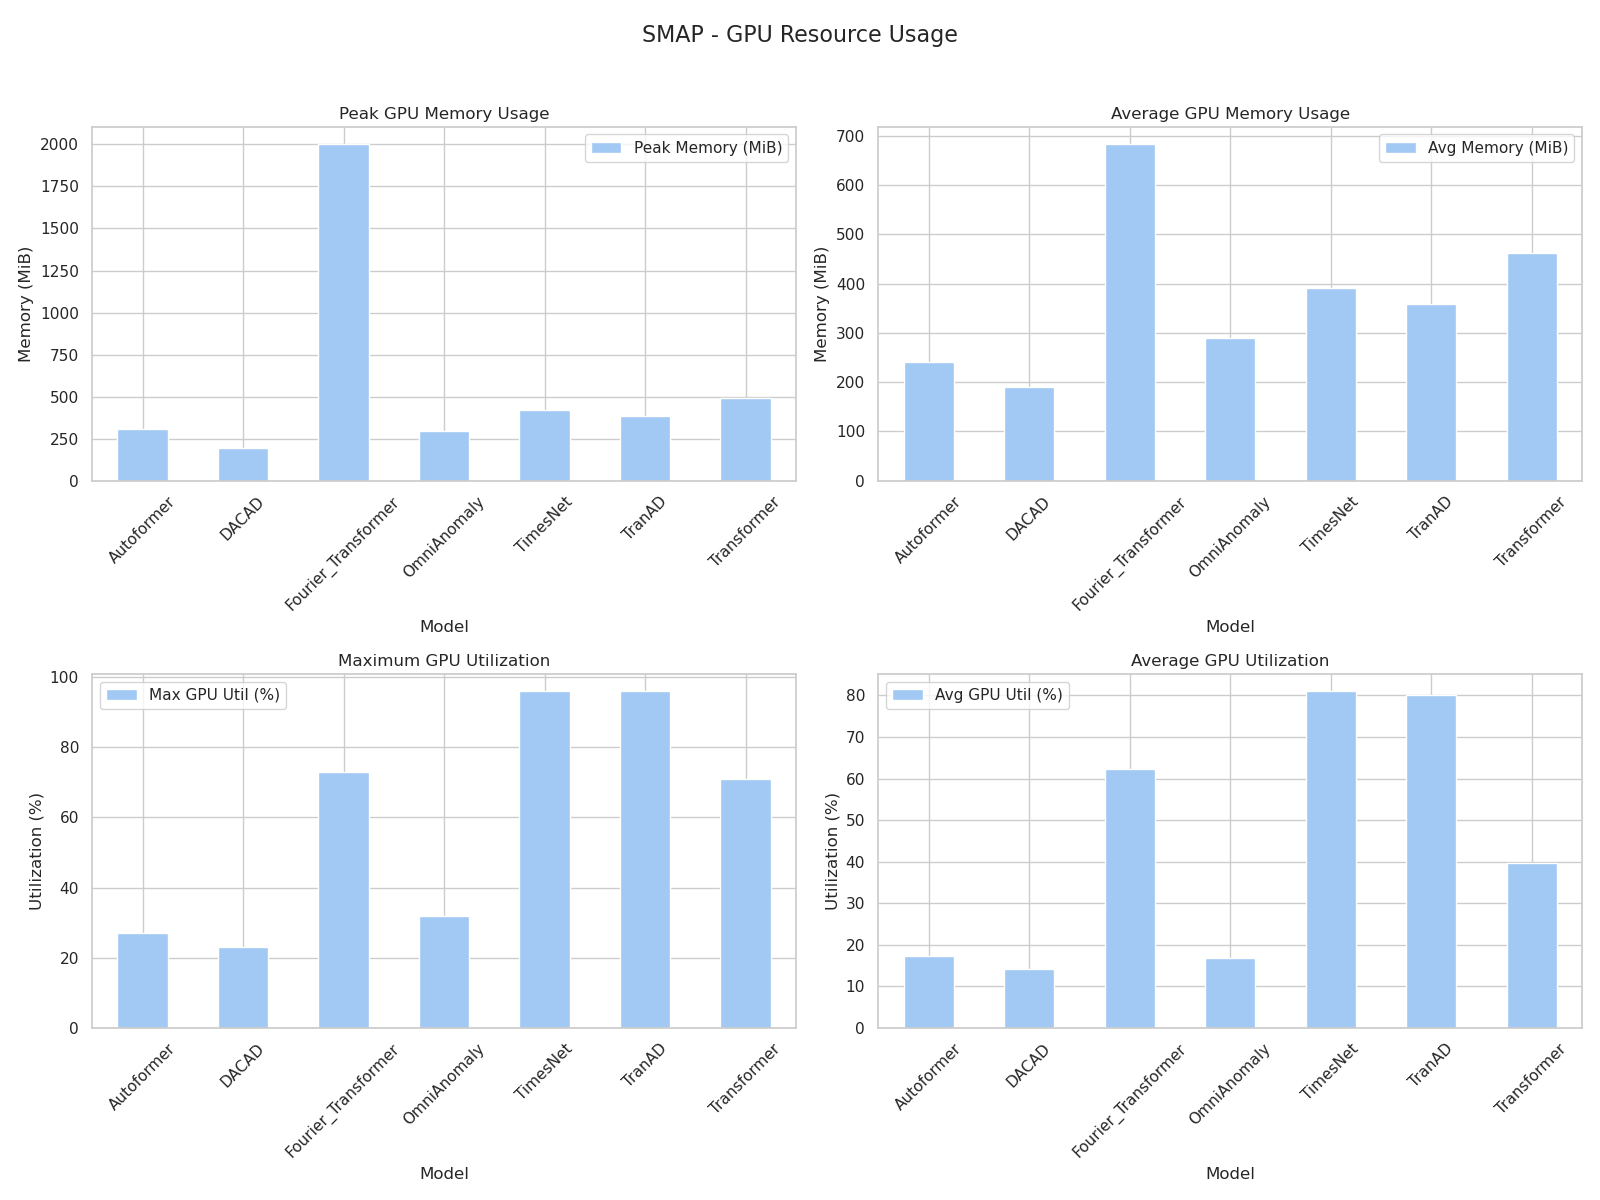 SMAP - GPU Resource Usage
Peak GPU Memory Usage
Peak Memory (MiB)
Memory (MiB)
2000
1750
1500
1250
1000
750
500
250
0
Autoformer
DACAD
Fourier_Transformer
OmniAnomaly
TimesNet
TranAD
Transformer
Model
Average GPU Memory Usage
Avg Memory (MiB)
Memory (MiB)
700
600
500
400
300
200
100
0
Autoformer
DACAD
Fourier_Transformer
OmniAnomaly
TimesNet
TranAD
Transformer
Model
Maximum GPU Utilization
Max GPU Util (%)
Utilization (%)
100
80
60
40
20
0
Autoformer
DACAD
Fourier_Transformer
OmniAnomaly
TimesNet
TranAD
Transformer
Model
Average GPU Utilization
Avg GPU Util (%)
Utilization (%)
80
70
60
50
40
30
20
10
0
Autoformer
DACAD
Fourier_Transformer
OmniAnomaly
TimesNet
TranAD
Transformer
Model